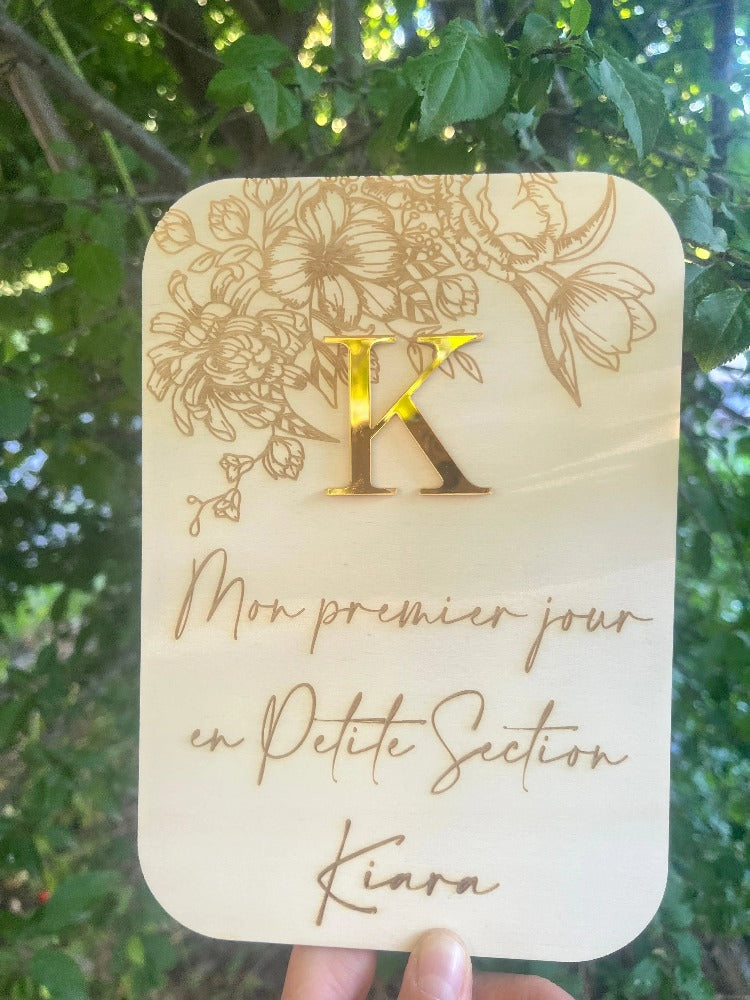 K
Mon premier jour
en Petite Section
Kiara